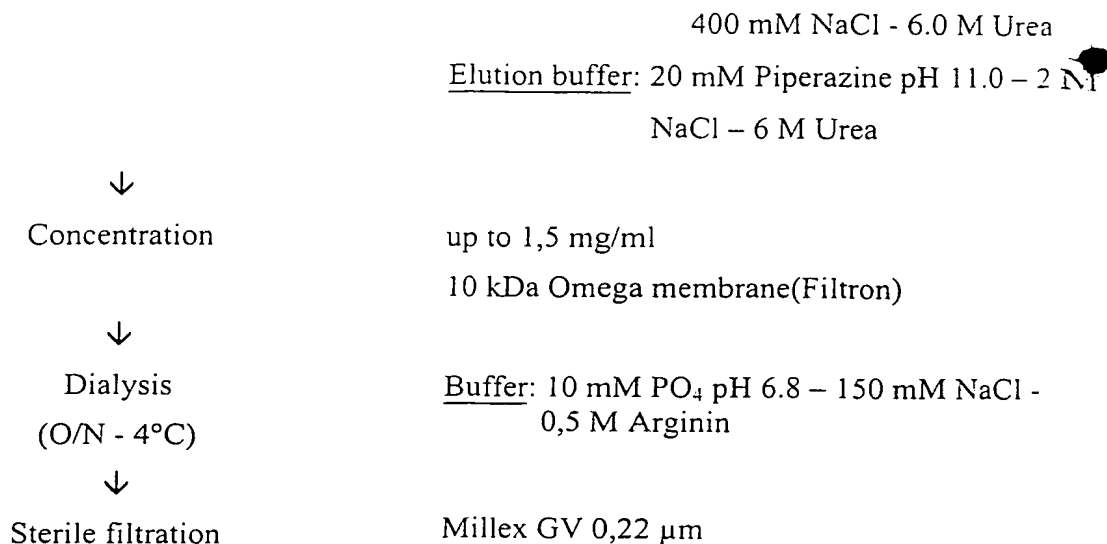 400 mM NaCl - 6.0 M Urea
Elution buffer: 20 mM Piperazine pH 11.0 – 2 M
NaCl – 6 M Urea
↓
Concentration up to 1,5 mg/ml
10 kDa Omega membrane(Filtron)
↓
Dialysis Buffer: 10 mM PO₄ pH 6.8 – 150 mM NaCl -
(O/N - 4°C) 0,5 M Arginin
↓
Sterile filtration Millex GV 0,22 µm